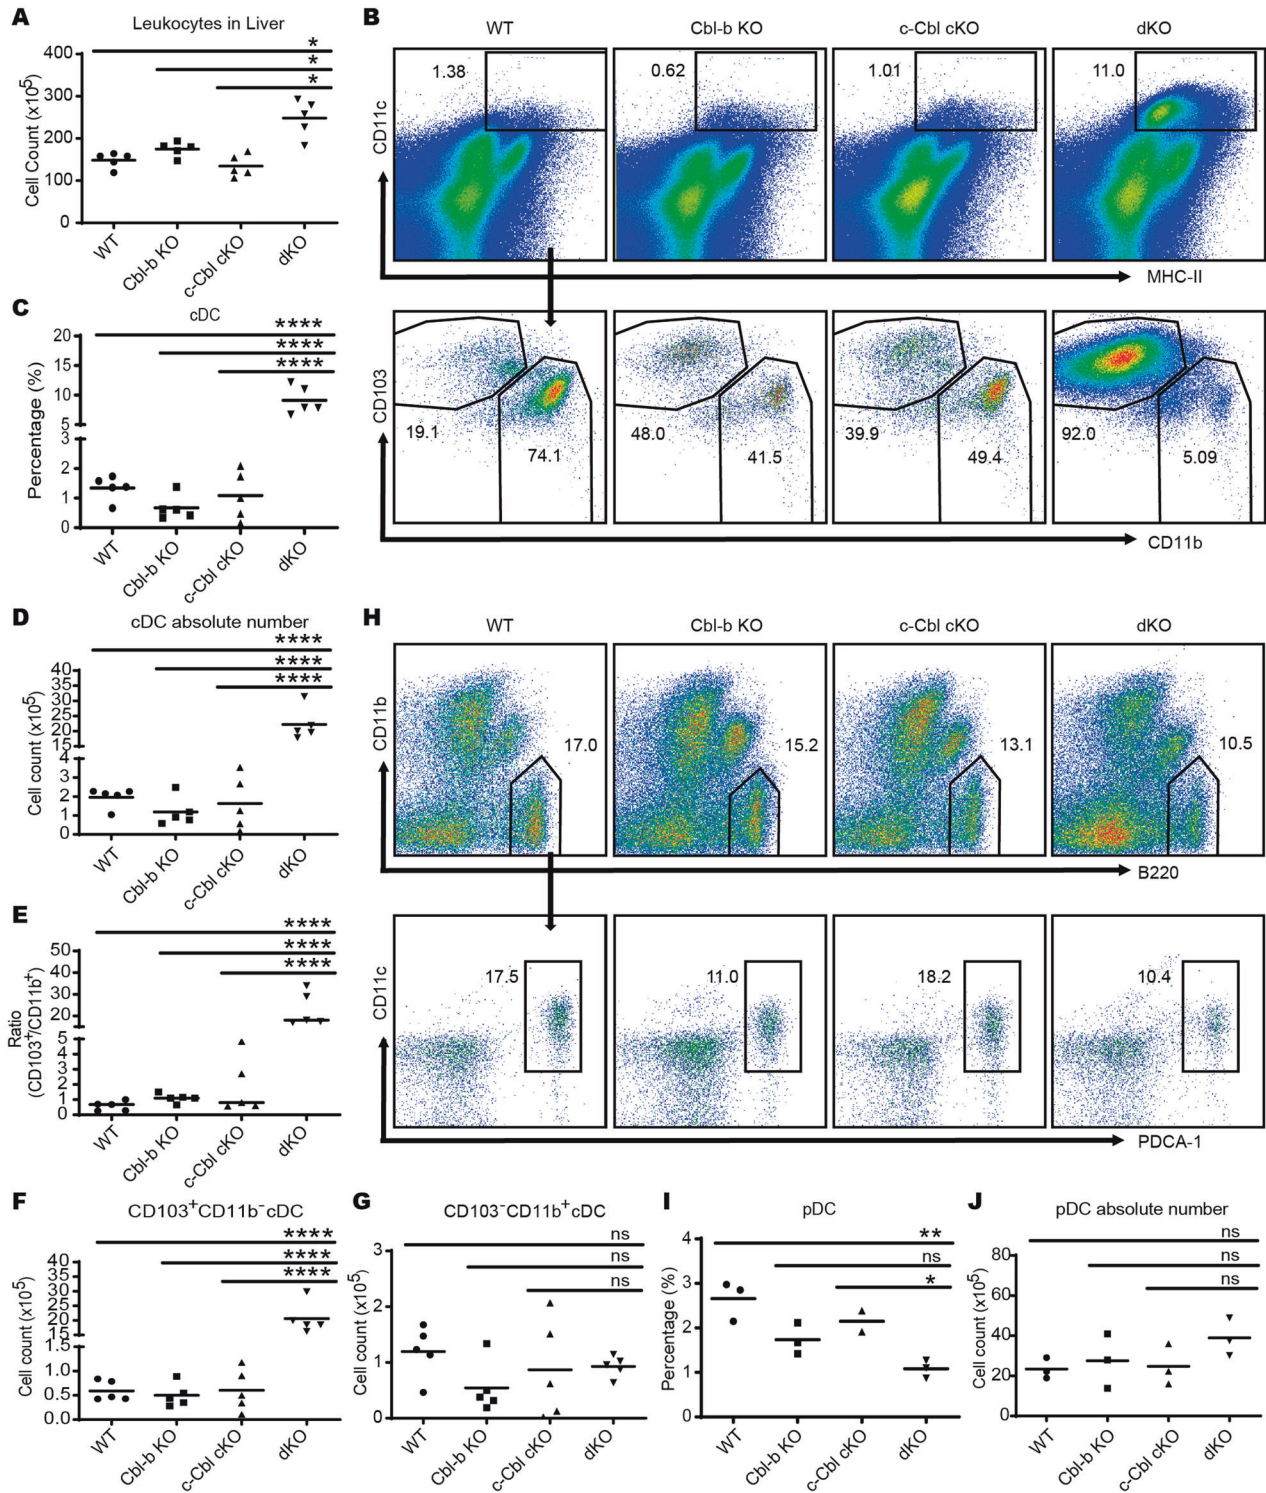 A
Leukocytes in Liver
*
*
*
Cell Count (x10⁵)
400
300
200
100
0
WT
Cbl-b KO
c-Cbl cKO
dKO
B
WT
Cbl-b KO
c-Cbl cKO
dKO
CD11c
1.38
0.62
1.01
11.0
MHC-II
CD103
19.1
74.1
48.0
41.5
39.9
49.4
92.0
5.09
CD11b
C
cDC
****
****
****
Percentage (%)
20
15
10
5
3
2
1
0
WT
Cbl-b KO
c-Cbl cKO
dKO
D
cDC absolute number
****
****
****
Cell count (x10⁵)
40
35
30
25
20
15
4
3
2
1
0
WT
Cbl-b KO
c-Cbl cKO
dKO
E
****
****
****
Ratio
(CD103⁺/CD11b⁺)
50
40
30
20
10
5
4
3
2
1
0
WT
Cbl-b KO
c-Cbl cKO
dKO
H
WT
Cbl-b KO
c-Cbl cKO
dKO
CD11b
17.0
15.2
13.1
10.5
B220
CD11c
17.5
11.0
18.2
10.4
PDCA-1
F
CD103⁺CD11b⁻cDC
****
****
****
Cell count (x10⁵)
40
35
30
25
20
15
1.5
1.0
0.5
0.0
WT
Cbl-b KO
c-Cbl cKO
dKO
G
CD103⁻CD11b⁺cDC
ns
ns
ns
Cell count (x10⁵)
3
2
1
0
WT
Cbl-b KO
c-Cbl cKO
dKO
I
pDC
**
ns
*
Percentage (%)
4
3
2
1
0
WT
Cbl-b KO
c-Cbl cKO
dKO
J
pDC absolute number
ns
ns
ns
Cell count (x10⁵)
80
60
40
20
0
WT
Cbl-b KO
c-Cbl cKO
dKO